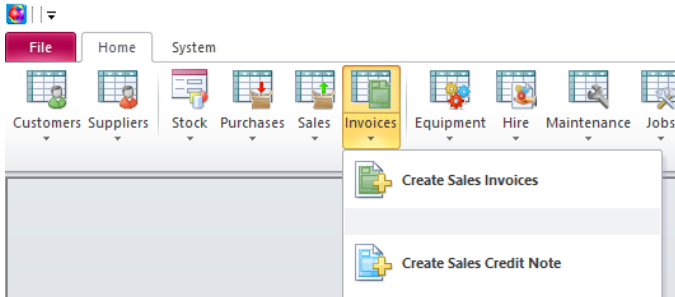 File Home System
Customers Suppliers Stock Purchases Sales Invoices Equipment Hire Maintenance Jobs
Create Sales Invoices
Create Sales Credit Note